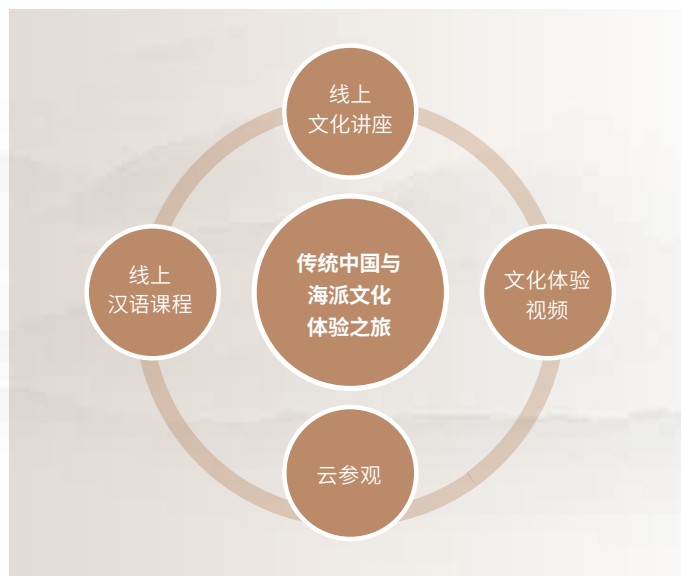 线上
文化讲座
传统中国与
海派文化
体验之旅
线上
汉语课程
文化体验
视频
云参观